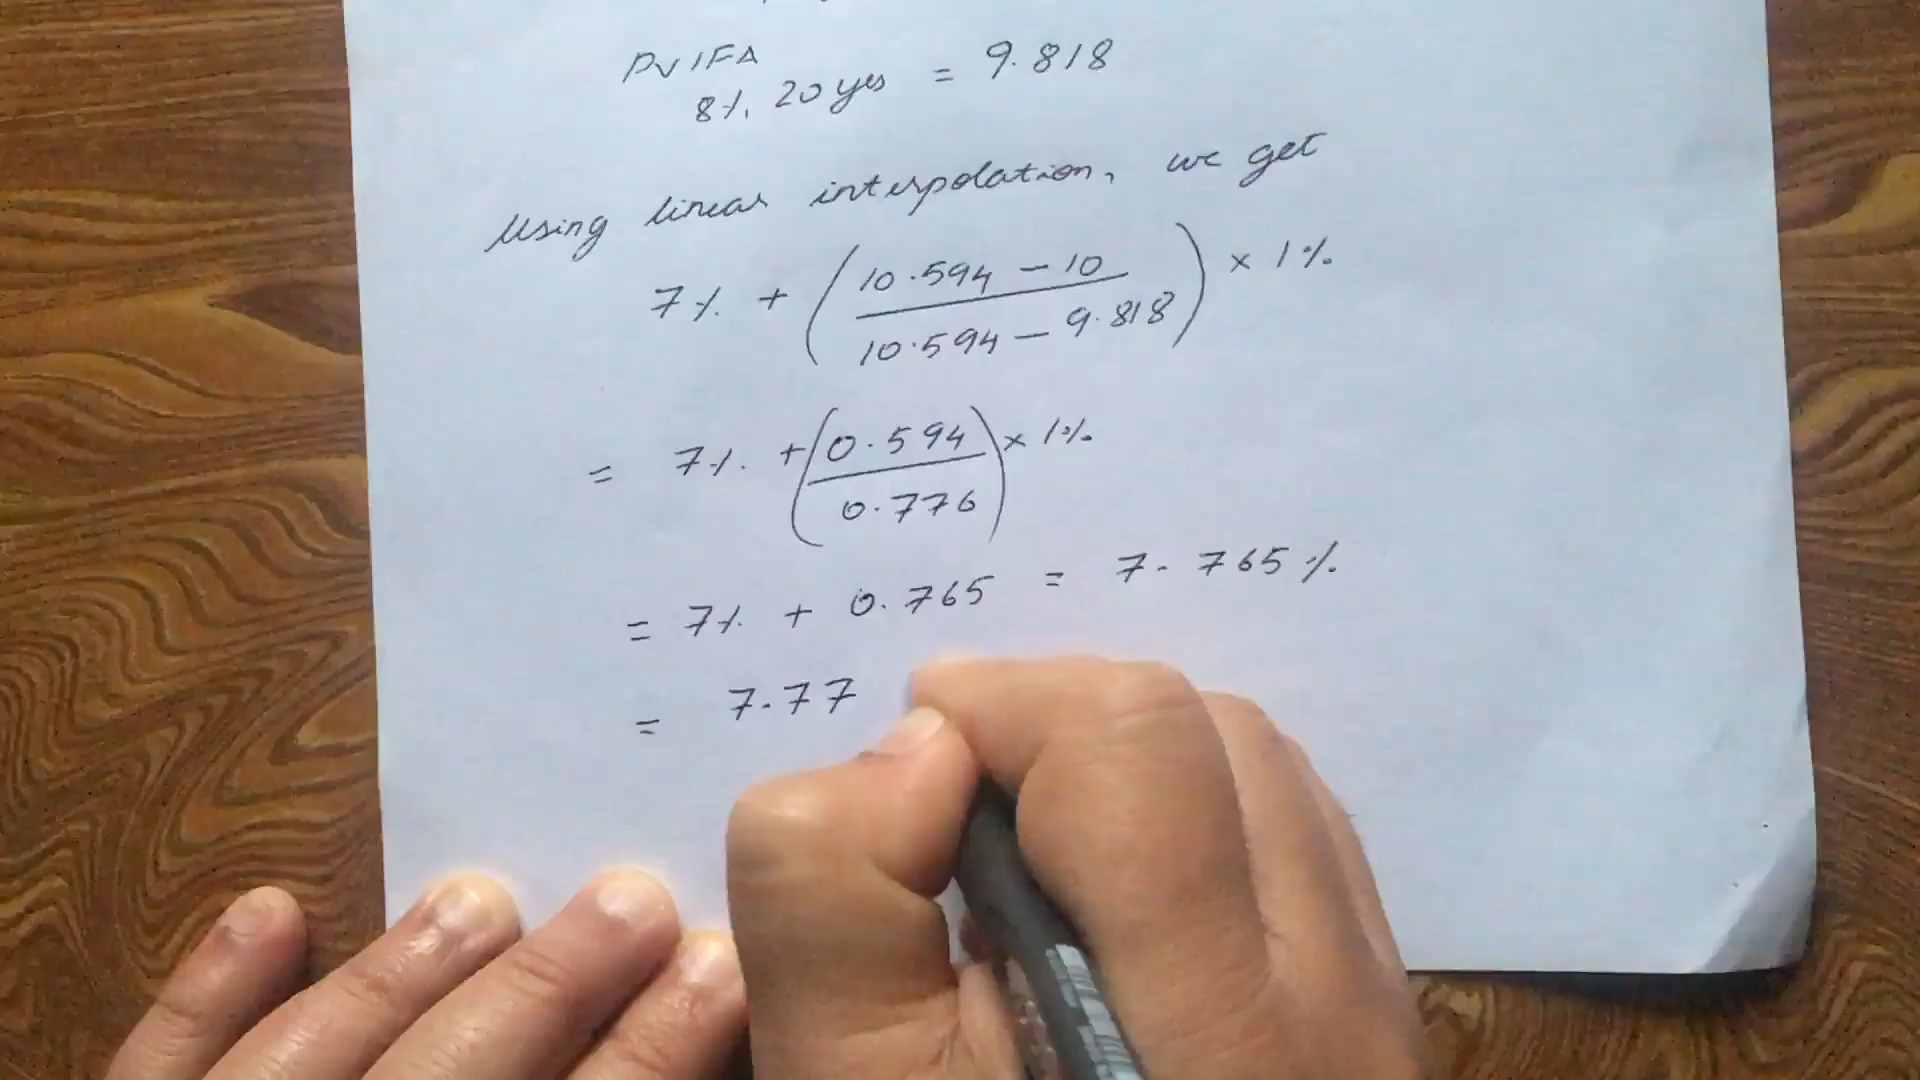 PVIFA
8%, 20 yrs = 9.818
Using linear interpolation, we get
7% + (10.594 - 10 / 10.594 - 9.818) × 1%
= 7% + (0.594 / 0.776) × 1%
= 7% + 0.765 = 7.765%
= 7.77